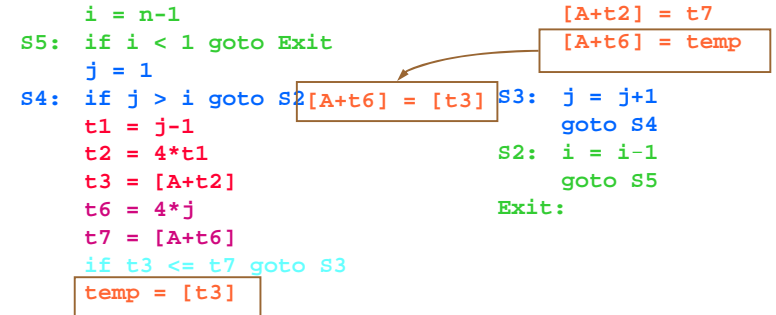 i = n-1
S5: if i < 1 goto Exit
j = 1
S4: if j > i goto S2
t1 = j-1
t2 = 4*t1
t3 = [A+t2]
t6 = 4*j
t7 = [A+t6]
if t3 <= t7 goto S3
temp = [t3]
[A+t6] = [t3]
[A+t2] = t7
[A+t6] = temp
S3: j = j+1
goto S4
S2: i = i-1
goto S5
Exit: